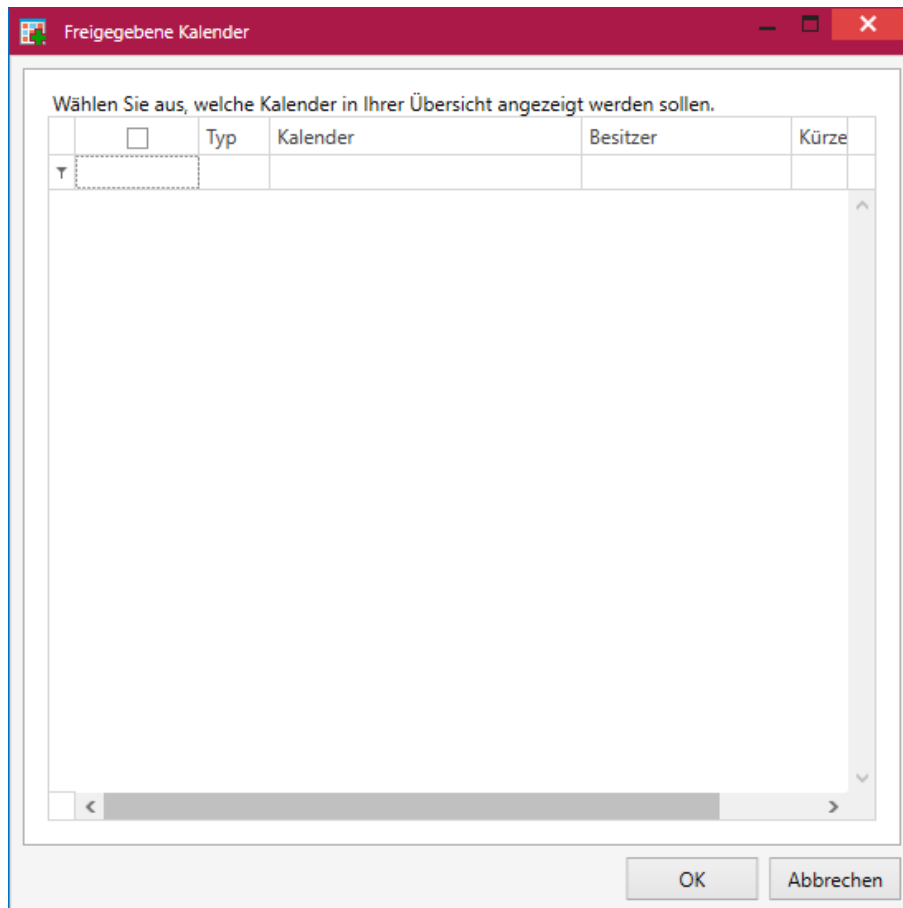 Freigegebene Kalender
Wählen Sie aus, welche Kalender in Ihrer Übersicht angezeigt werden sollen.
Typ Kalender Besitzer Kürze
OK Abbrechen